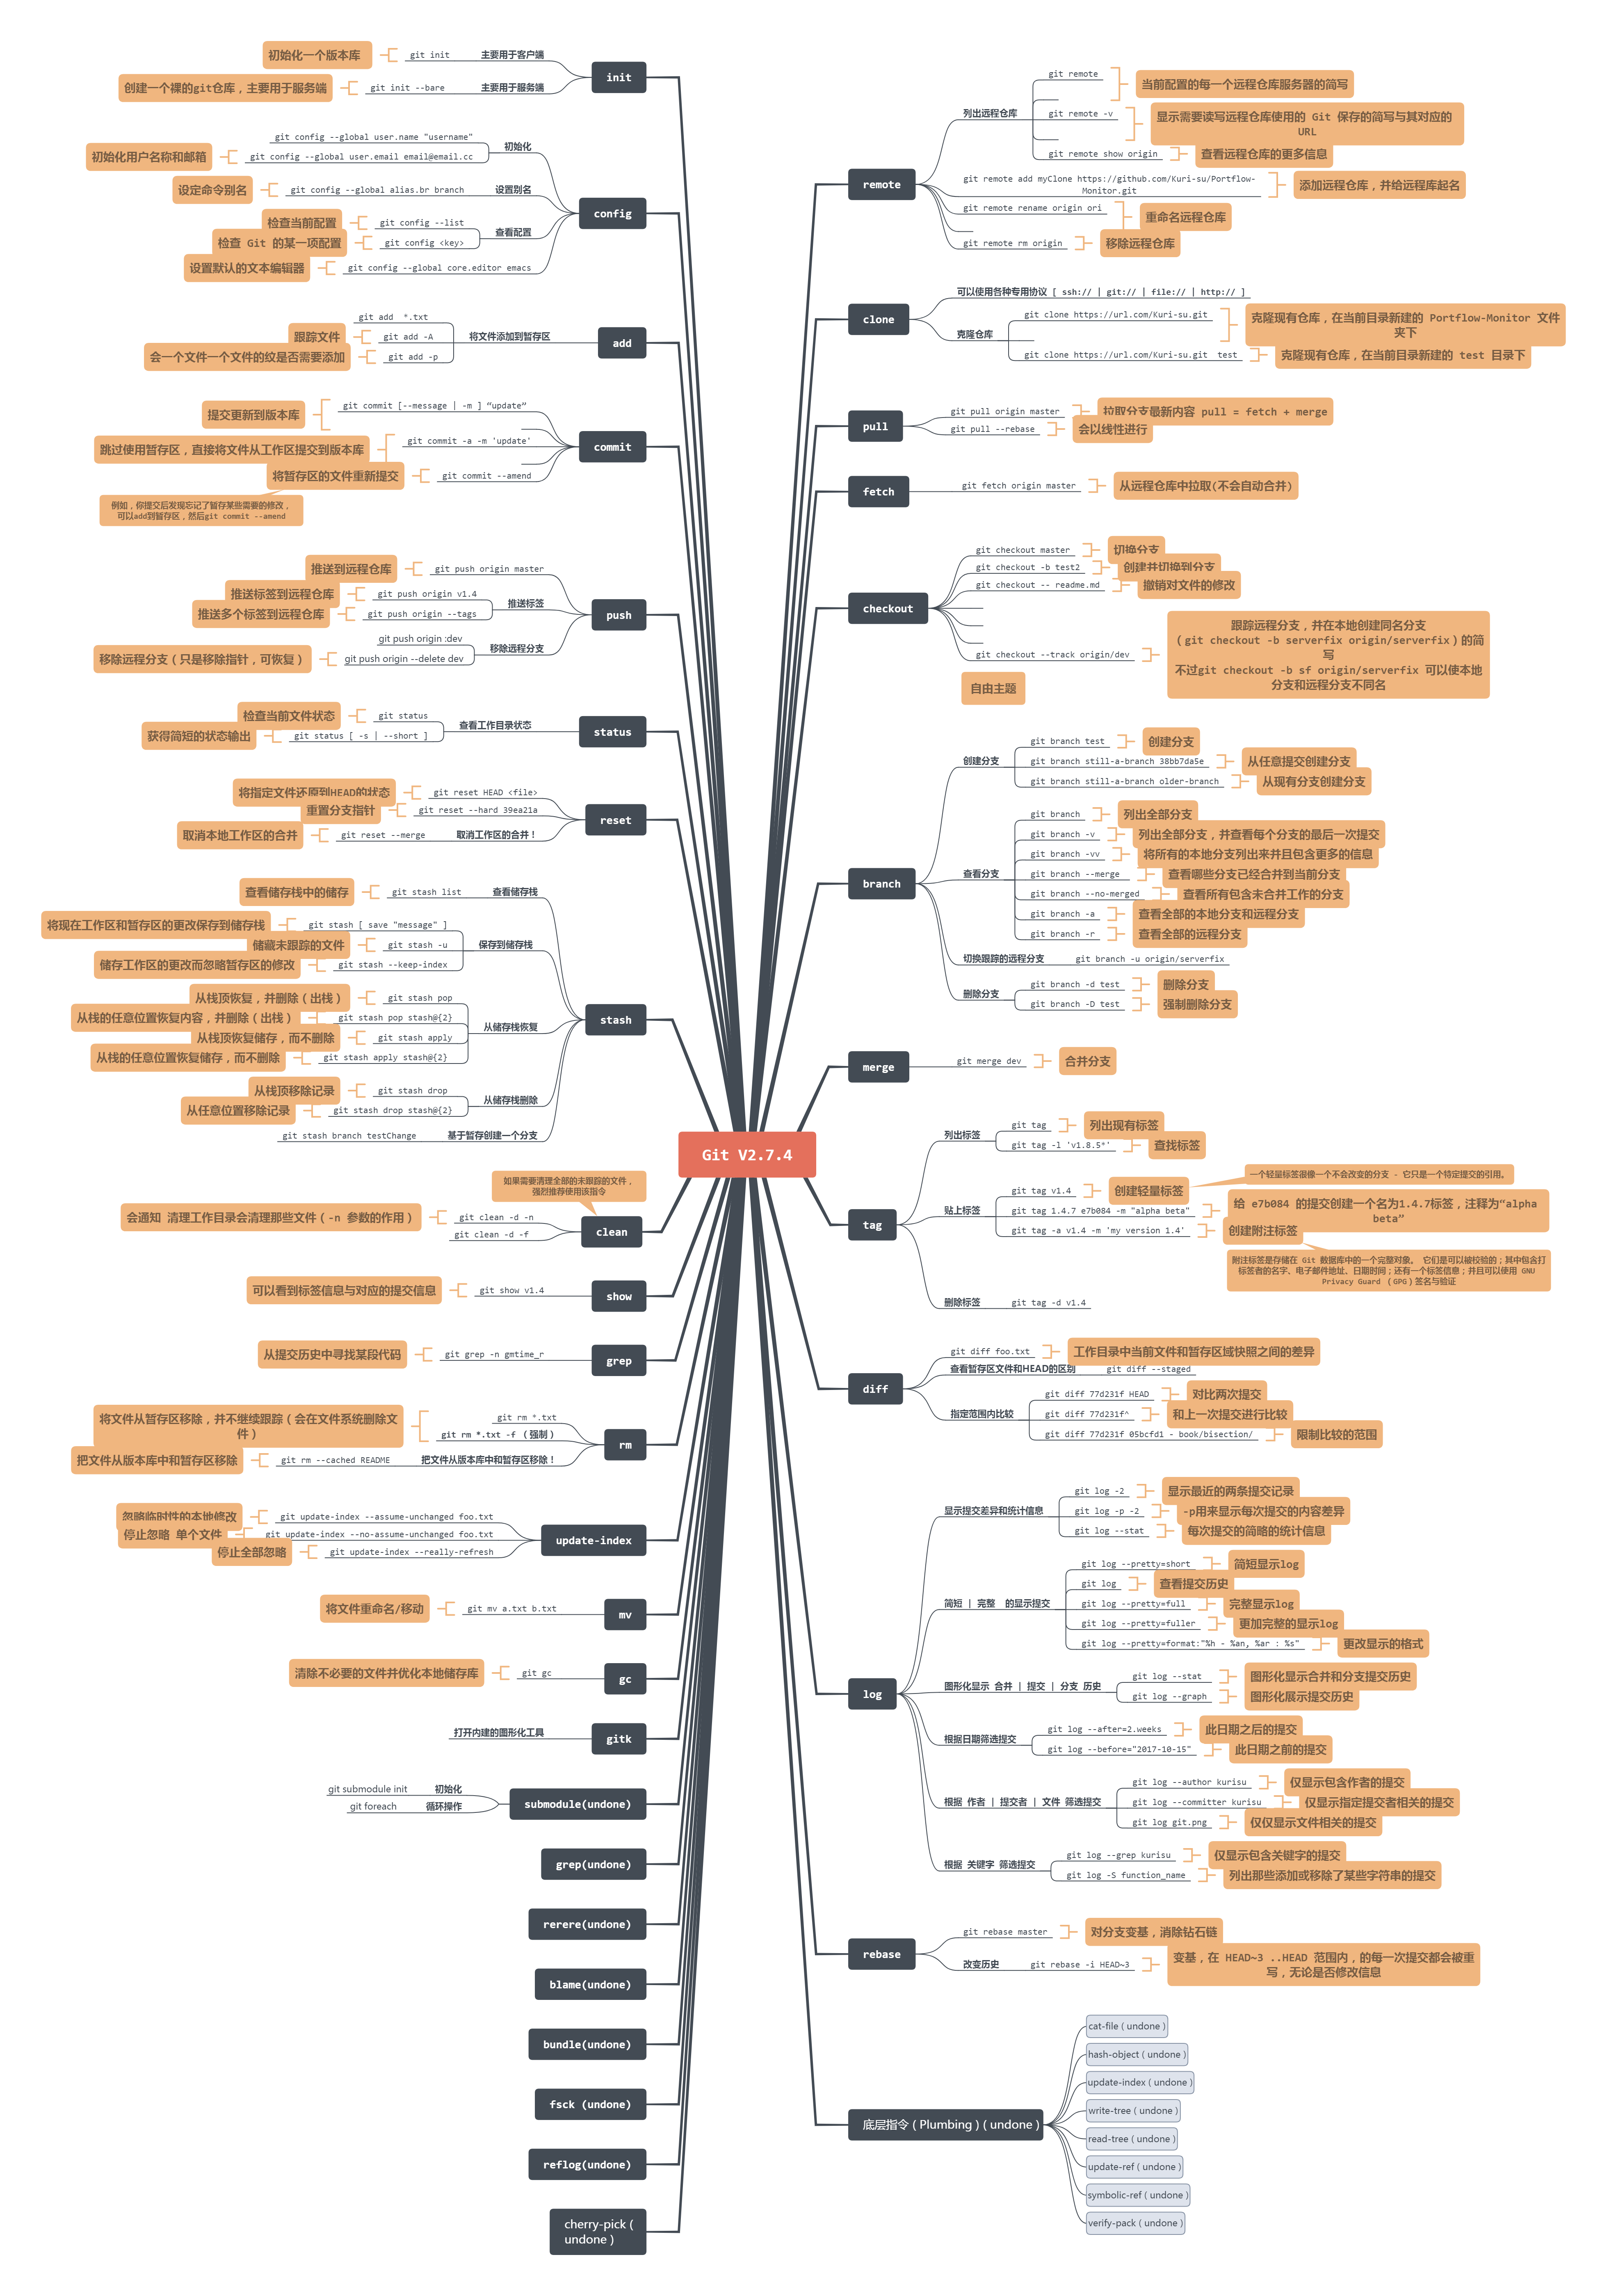 Git V2.7.4
init
git init
主要用于客户端
初始化一个版本库
git init --bare
主要用于服务端
创建一个裸的git仓库，主要用于服务端
config
初始化
git config --global user.name "username"
git config --global user.email email@email.cc
初始化用户名称和邮箱
设置别名
git config --global alias.br branch
设定命令别名
查看配置
git config --list
检查当前配置
git config <key>
检查 Git 的某一项配置
git config --global core.editor emacs
设置默认的文本编辑器
add
将文件添加到暂存区
git add  *.txt
git add -A
跟踪文件
git add -p
会一个文件一个文件的纹是否需要添加
commit
git commit [--message | -m ] “update”
提交更新到版本库
git commit -a -m 'update'
跳过使用暂存区，直接将文件从工作区提交到版本库
git commit --amend
将暂存区的文件重新提交
例如，你提交后发现忘记了暂存某些需要的修改，
可以add到暂存区，然后git commit --amend
push
git push origin master
推送到远程仓库
推送标签
git push origin v1.4
推送标签到远程仓库
git push origin --tags
推送多个标签到远程仓库
移除远程分支
git push origin :dev
git push origin --delete dev
移除远程分支（只是移除指针，可恢复）
status
查看工作目录状态
git status
检查当前文件状态
git status [ -s | --short ]
获得简短的状态输出
reset
git reset HEAD <file>
将指定文件还原到HEAD的状态
git reset --hard 39ea21a
重置分支指针
git reset --merge
取消工作区的合并！
取消本地工作区的合并
stash
查看储存栈
git stash list
查看储存栈中的储存
保存到储存栈
git stash [ save "message" ]
将现在工作区和暂存区的更改保存到储存栈
git stash -u
储藏未跟踪的文件
git stash --keep-index
储存工作区的更改而忽略暂存区的修改
从储存栈恢复
git stash pop
从栈顶恢复，并删除（出栈）
git stash pop stash@{2}
从栈的任意位置恢复内容，并删除（出栈）
git stash apply
从栈顶恢复储存，而不删除
git stash apply stash@{2}
从栈的任意位置恢复储存，而不删除
从储存栈删除
git stash drop
从栈顶移除记录
git stash drop stash@{2}
从任意位置移除记录
基于暂存创建一个分支
git stash branch testChange
clean
如果需要清理全部的未跟踪的文件，
强烈推荐使用该指令
git clean -d -n
会通知 清理工作目录会清理那些文件（-n 参数的作用）
git clean -d -f
show
git show v1.4
可以看到标签信息与对应的提交信息
grep
git grep -n gmtime_r
从提交历史中寻找某段代码
rm
git rm *.txt
git rm *.txt -f （强制）
将文件从暂存区移除，并不继续跟踪（会在文件系统删除文
件）
git rm --cached README
把文件从版本库中和暂存区移除！
把文件从版本库中和暂存区移除
update-index
git update-index --assume-unchanged foo.txt
忽略临时性的本地修改
git update-index --no-assume-unchanged foo.txt
停止忽略 单个文件
git update-index --really-refresh
停止全部忽略
mv
git mv a.txt b.txt
将文件重命名/移动
gc
git gc
清除不必要的文件并优化本地储存库
gitk
打开内建的图形化工具
submodule(undone)
git submodule init
初始化
git foreach
循环操作
grep(undone)
rerere(undone)
blame(undone)
bundle(undone)
fsck (undone)
reflog(undone)
cherry-pick（
undone）
remote
列出远程仓库
git remote
当前配置的每一个远程仓库服务器的简写
git remote -v
显示需要读写远程仓库使用的 Git 保存的简写与其对应的
URL
git remote show origin
查看远程仓库的更多信息
git remote add myClone https://github.com/Kuri-su/Portflow-
Monitor.git
添加远程仓库，并给远程库起名
git remote rename origin ori
重命名远程仓库
git remote rm origin
移除远程仓库
clone
可以使用各种专用协议 [ ssh:// | git:// | file:// | http:// ]
克隆仓库
git clone https://url.com/Kuri-su.git
克隆现有仓库，在当前目录新建的 Portflow-Monitor 文件
夹下
git clone https://url.com/Kuri-su.git  test
克隆现有仓库，在当前目录新建的 test 目录下
pull
git pull origin master
拉取分支最新内容 pull = fetch + merge
git pull --rebase
会以线性进行
fetch
git fetch origin master
从远程仓库中拉取(不会自动合并)
checkout
git checkout master
切换分支
git checkout -b test2
创建并切换到分支
git checkout -- readme.md
撤销对文件的修改
git checkout --track origin/dev
跟踪远程分支，并在本地创建同名分支
（git checkout -b serverfix origin/serverfix）的简
写
不过git checkout -b sf origin/serverfix 可以使本地
分支和远程分支不同名
自由主题
branch
创建分支
git branch test
创建分支
git branch still-a-branch 38bb7da5e
从任意提交创建分支
git branch still-a-branch older-branch
从现有分支创建分支
查看分支
git branch
列出全部分支
git branch -v
列出全部分支，并查看每个分支的最后一次提交
git branch -vv
将所有的本地分支列出来并且包含更多的信息
git branch --merge
查看哪些分支已经合并到当前分支
git branch --no-merged
查看所有包含未合并工作的分支
git branch -a
查看全部的本地分支和远程分支
git branch -r
查看全部的远程分支
切换跟踪的远程分支
git branch -u origin/serverfix
删除分支
git branch -d test
删除分支
git branch -D test
强制删除分支
merge
git merge dev
合并分支
tag
列出标签
git tag
列出现有标签
git tag -l 'v1.8.5*'
查找标签
贴上标签
git tag v1.4
创建轻量标签
一个轻量标签很像一个不会改变的分支 - 它只是一个特定提交的引用。
git tag 1.4.7 e7b084 -m "alpha beta"
给 e7b084 的提交创建一个名为1.4.7标签，注释为“alpha
beta”
git tag -a v1.4 -m 'my version 1.4'
创建附注标签
附注标签是存储在 Git 数据库中的一个完整对象。 它们是可以被校验的；其中包含打
标签者的名字、电子邮件地址、日期时间；还有一个标签信息；并且可以使用 GNU
Privacy Guard （GPG）签名与验证
删除标签
git tag -d v1.4
diff
git diff foo.txt
工作目录中当前文件和暂存区域快照之间的差异
查看暂存区文件和HEAD的区别
git diff --staged
指定范围内比较
git diff 77d231f HEAD
对比两次提交
git diff 77d231f^
和上一次提交进行比较
git diff 77d231f 05bcfd1 - book/bisection/
限制比较的范围
log
显示提交差异和统计信息
git log -2
显示最近的两条提交记录
git log -p -2
-p用来显示每次提交的内容差异
git log --stat
每次提交的简略的统计信息
简短 | 完整  的显示提交
git log --pretty=short
简短显示log
git log
查看提交历史
git log --pretty=full
完整显示log
git log --pretty=fuller
更加完整的显示log
git log --pretty=format:"%h - %an, %ar : %s"
更改显示的格式
图形化显示 合并 | 提交 | 分支 历史
git log --stat
图形化显示合并和分支提交历史
git log --graph
图形化展示提交历史
根据日期筛选提交
git log --after=2.weeks
此日期之后的提交
git log --before="2017-10-15"
此日期之前的提交
根据 作者 | 提交者 | 文件 筛选提交
git log --author kurisu
仅显示包含作者的提交
git log --committer kurisu
仅显示指定提交者相关的提交
git log git.png
仅仅显示文件相关的提交
根据 关键字 筛选提交
git log --grep kurisu
仅显示包含关键字的提交
git log -S function_name
列出那些添加或移除了某些字符串的提交
rebase
git rebase master
对分支变基，消除钻石链
改变历史
git rebase -i HEAD~3
变基，在 HEAD~3 ..HEAD 范围内，的每一次提交都会被重
写，无论是否修改信息
底层指令（Plumbing）（undone）
cat-file（undone）
hash-object（undone）
update-index（undone）
write-tree（undone）
read-tree（undone）
update-ref（undone）
symbolic-ref（undone）
verify-pack（undone）